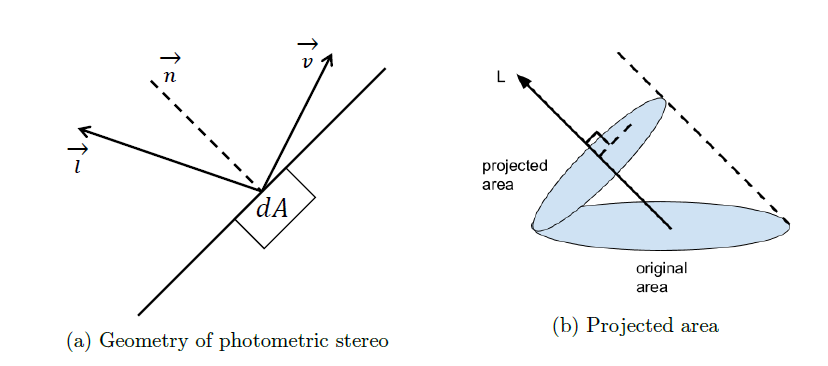 n
v
l
dA
(a) Geometry of photometric stereo
L
projected
area
original
area
(b) Projected area